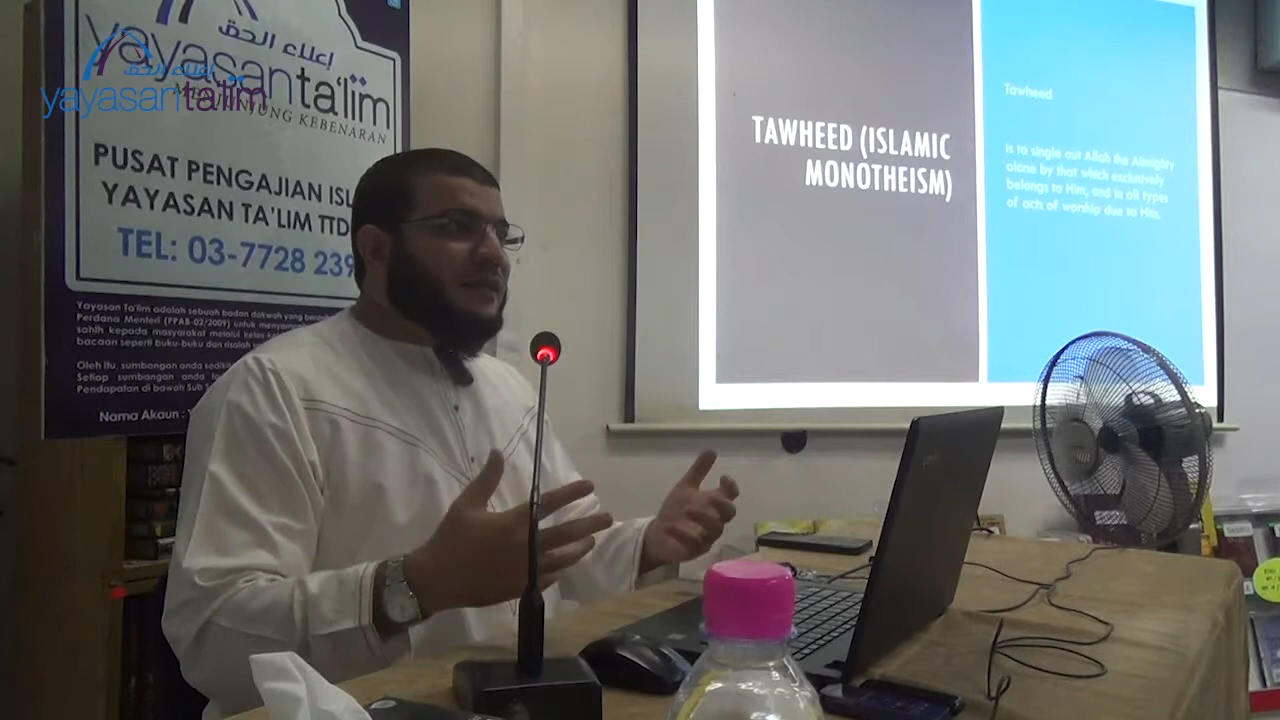 إعلاء الحق
yayasanta'lim
MENJUNJUNG KEBENARAN
PUSAT PENGAJIAN
YAYASAN TA'LIM TTD
TEL: 03-7728
Yayasan Ta'lim adalah sebuah badan dakwah yang
Perdana Menteri (PPAB-02/2009) untuk
sahih kepada masyarakat melalui kelas
bacaan seperti buku-buku dan risalah
Oleh itu, sumbangan anda
Setiap sumbangan anda
Pendapatan di bawah Sub
Nama Akaun :
إعلاء الحق
yayasanta'lim
TAWHEED (ISLAMIC
MONOTHEISM)
Tawheed
is to single out Allah the Almighty
alone by that which exclusively
belongs to Him, and in all types
of acts of worship due to Him.